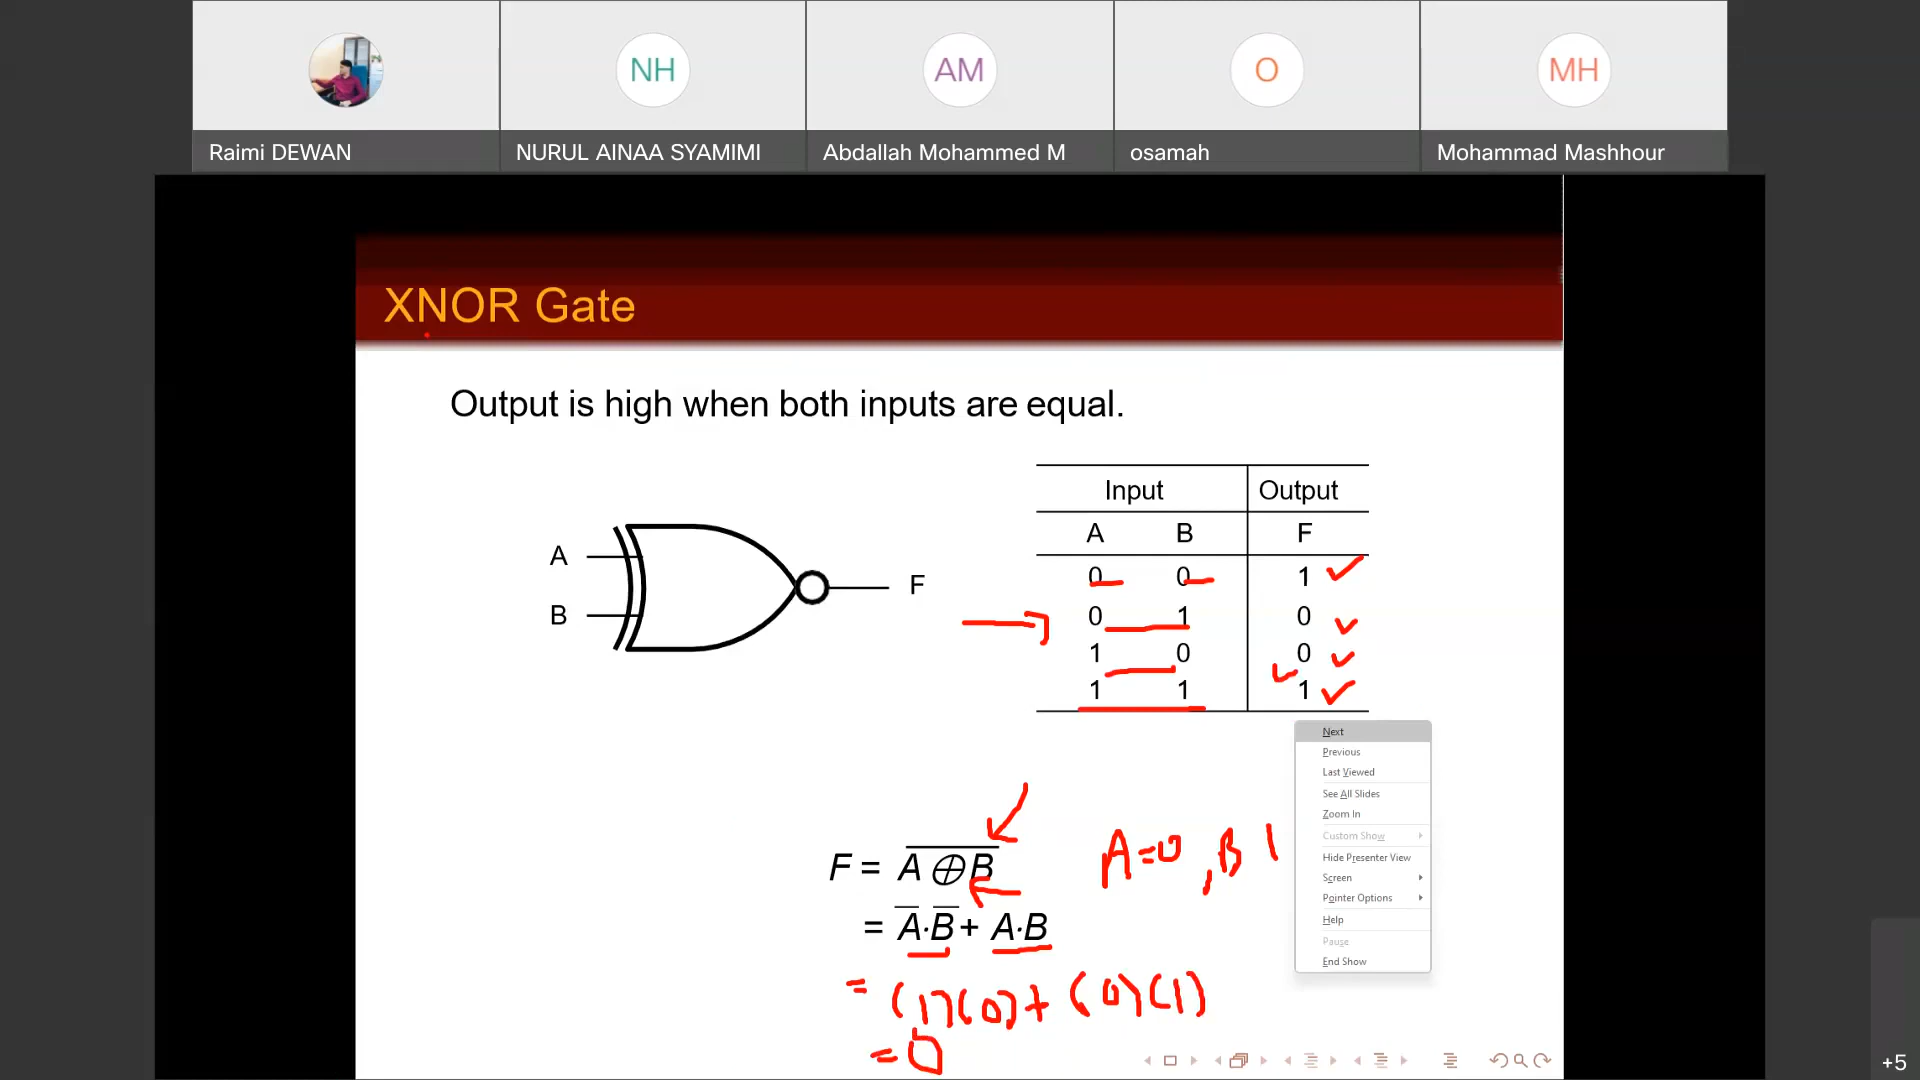 NH
AM
O
MH
Raimi DEWAN
NURUL AINAA SYAMIMI
Abdallah Mohammed M
osamah
Mohammad Mashhour
XNOR Gate
Output is high when both inputs are equal.
A
B
F
Input Output
A B F
0 0 1
0 1 0
1 0 0
1 1 1
Next
Previous
Last Viewed
See All Slides
Zoom In
Custom Show
Hide Presenter View
Screen
Pointer Options
Help
Pause
End Show
F = \overline{A ⊕ B}
= \overline{A}·\overline{B} + A·B
A=0, B 1
= (1)(0)+(0)(1)
= 0
+5